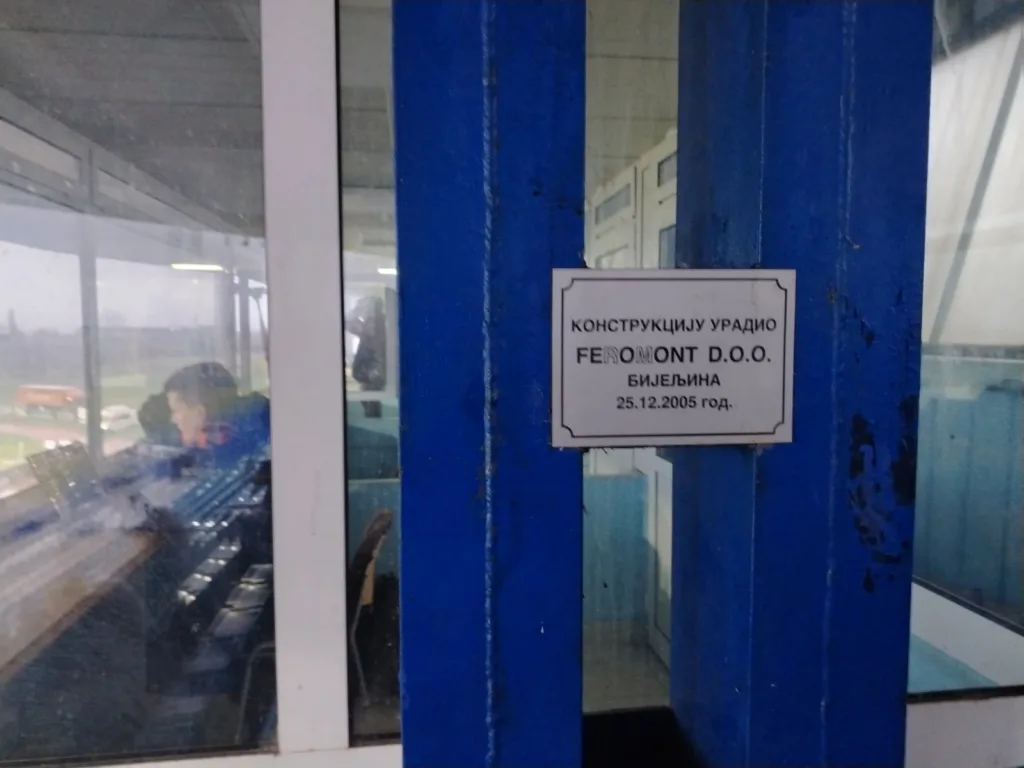 КОНСТРУКЦИЈУ УРАДИО
FEROMONT D.O.O.
БИЈЕЉИНА
25.12.2005 год.